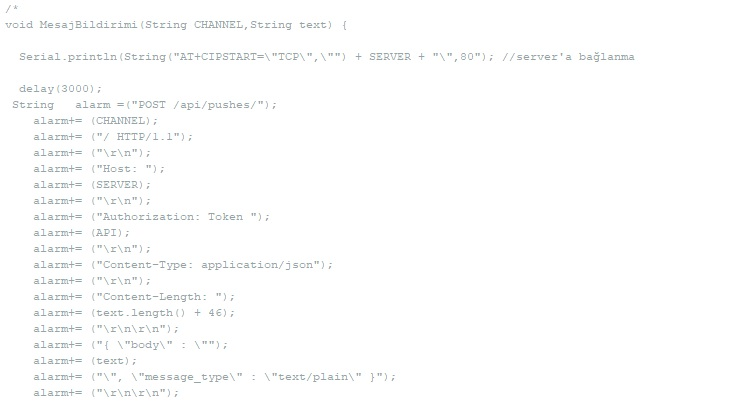 /*
void MesajBildirimi(String CHANNEL,String text) {
Serial.println(String("AT+CIPSTART=\"TCP\",\"") + SERVER + "\",80"); //server'a bağlanma
delay(3000);
String   alarm =("POST /api/pushes/");
alarm+= (CHANNEL);
alarm+= ("/ HTTP/1.1");
alarm+= ("\r\n");
alarm+= ("Host: ");
alarm+= (SERVER);
alarm+= ("\r\n");
alarm+= ("Authorization: Token ");
alarm+= (API);
alarm+= ("\r\n");
alarm+= ("Content-Type: application/json");
alarm+= ("\r\n");
alarm+= ("Content-Length: ");
alarm+= (text.length() + 46);
alarm+= ("\r\n\r\n");
alarm+= ("{ \"body\" : \"");
alarm+= (text);
alarm+= ("\", \"message_type\" : \"text/plain\" }");
alarm+= ("\r\n\r\n");